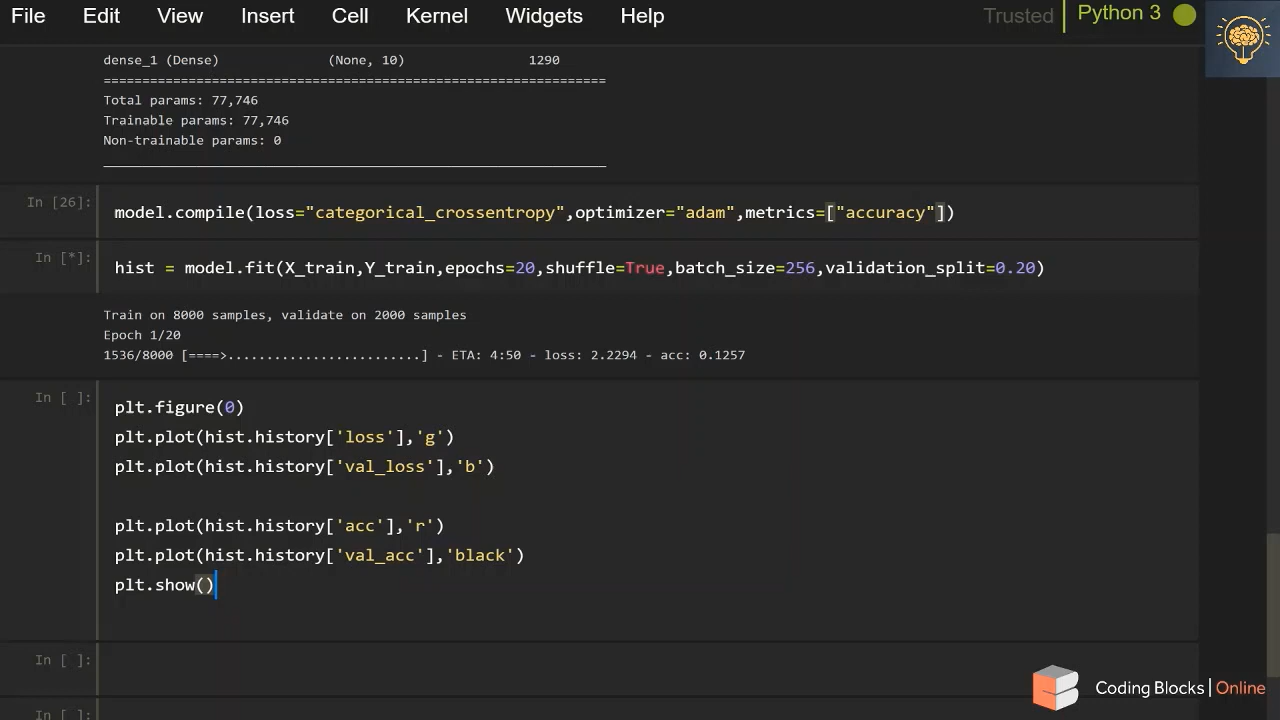 File Edit View Insert Cell Kernel Widgets Help Trusted Python 3
dense_1 (Dense) (None, 10) 1290
=================================================================
Total params: 77,746
Trainable params: 77,746
Non-trainable params: 0
_________________________________________________________________
In [26]: model.compile(loss="categorical_crossentropy",optimizer="adam",metrics=["accuracy"])
In [*]: hist = model.fit(X_train,Y_train,epochs=20,shuffle=True,batch_size=256,validation_split=0.20)
Train on 8000 samples, validate on 2000 samples
Epoch 1/20
1536/8000 [====>.........................] - ETA: 4:50 - loss: 2.2294 - acc: 0.1257
In [ ]: plt.figure(0)
plt.plot(hist.history['loss'],'g')
plt.plot(hist.history['val_loss'],'b')
plt.plot(hist.history['acc'],'r')
plt.plot(hist.history['val_acc'],'black')
plt.show()
In [ ]:
Coding Blocks | Online
In [ ]: